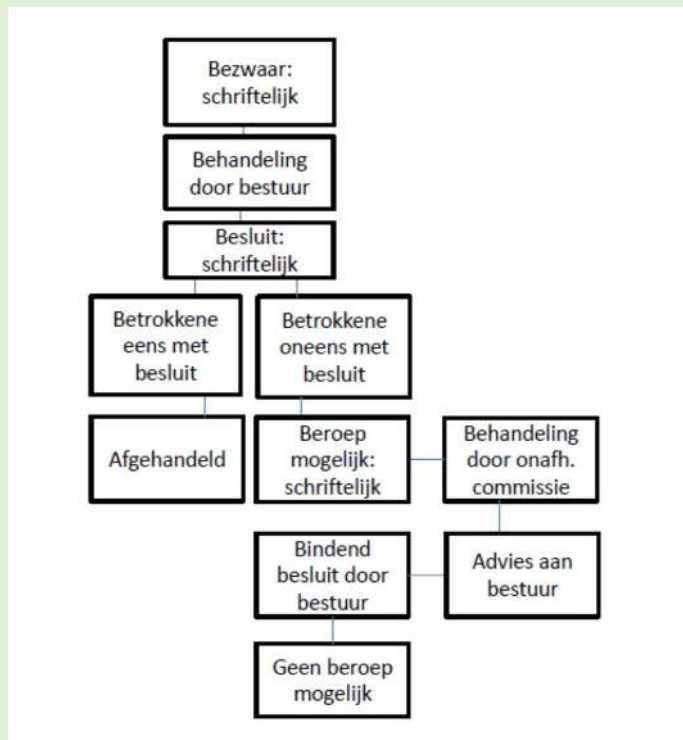 Bezwaar:
schriftelijk
Behandeling
door bestuur
Besluit:
schriftelijk
Betrokkene
eens met
besluit
Betrokkene
oneens met
besluit
Afgehandeld
Beroep
mogelijk:
schriftelijk
Behandeling
door onafh.
commissie
Advies aan
bestuur
Bindend
besluit door
bestuur
Geen beroep
mogelijk